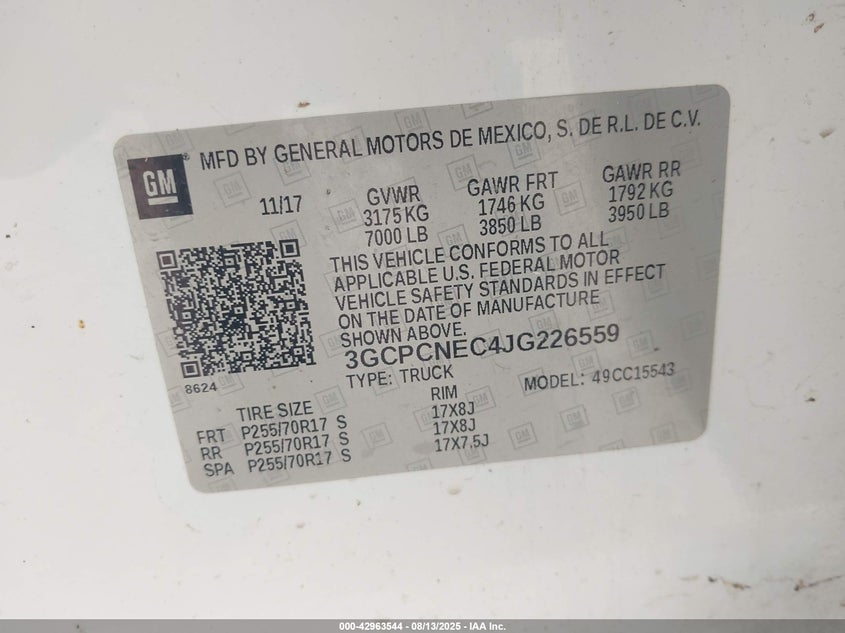 GM
MFD BY GENERAL MOTORS DE MEXICO, S. DE R.L. DE C.V.
11/17
GVWR
3175 KG
7000 LB
GAWR FRT
1746 KG
3850 LB
GAWR RR
1792 KG
3950 LB
THIS VEHICLE CONFORMS TO ALL
APPLICABLE U.S. FEDERAL MOTOR
VEHICLE SAFETY STANDARDS IN EFFECT
ON THE DATE OF MANUFACTURE
SHOWN ABOVE.
3GCPCNEC4JG226559
TYPE: TRUCK
MODEL: 49CC15543
8624
TIRE SIZE RIM
FRT P255/70R17 S 17X8J
RR P255/70R17 S 17X8J
SPA P255/70R17 S 17X7.5J
000-42963544 - 08/13/2025 - IAA Inc.